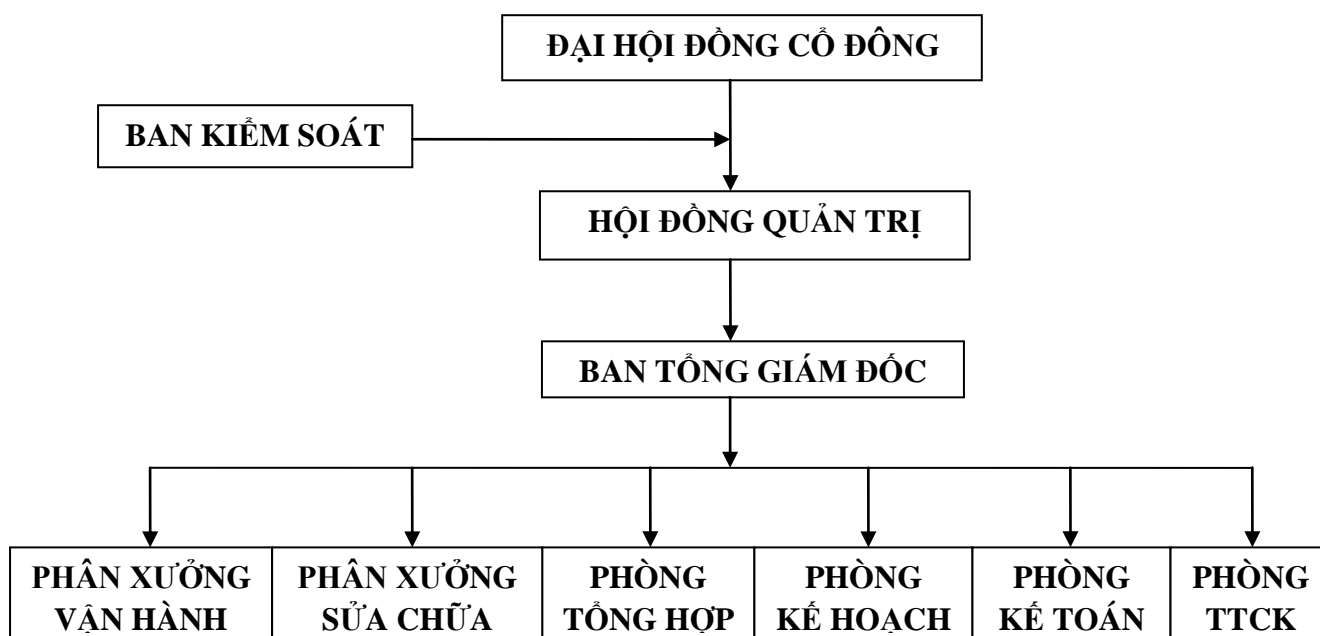 ĐẠI HỘI ĐỒNG CỔ ĐÔNG
BAN KIỂM SOÁT
HỘI ĐỒNG QUẢN TRỊ
BAN TỔNG GIÁM ĐỐC
PHÂN XƯỞNG
VẬN HÀNH
PHÂN XƯỞNG
SỬA CHỮA
PHÒNG
TỔNG HỢP
PHÒNG
KẾ HOẠCH
PHÒNG
KẾ TOÁN
PHÒNG
TTCK